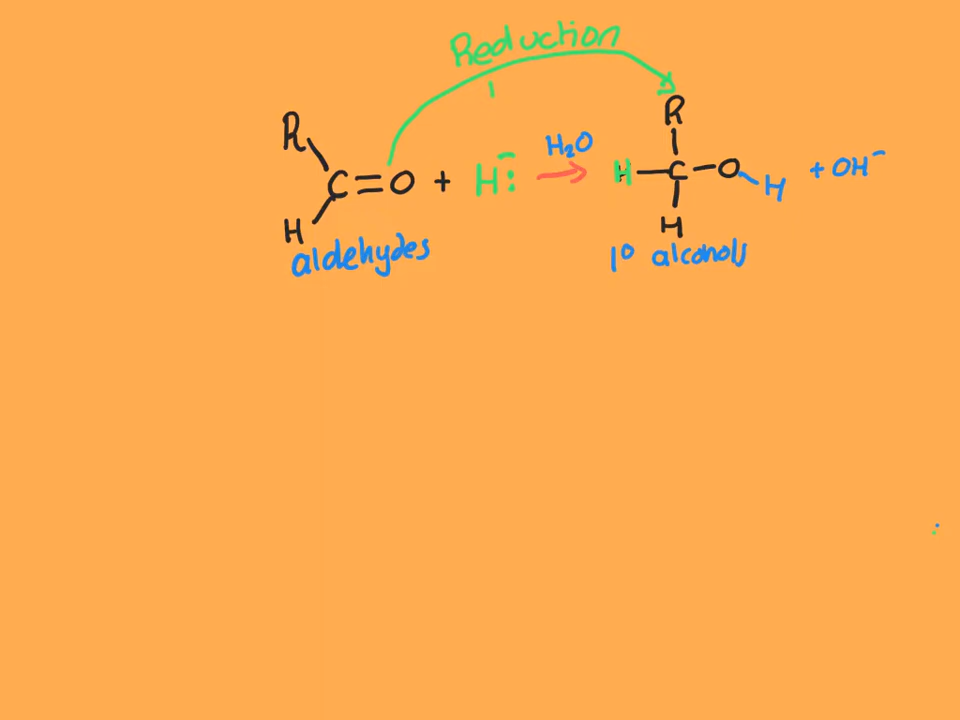 Reduction
R
H
C=O + H:⁻
H₂O
R
H-C-O-H + OH⁻
H
aldehydes
1° alcohols